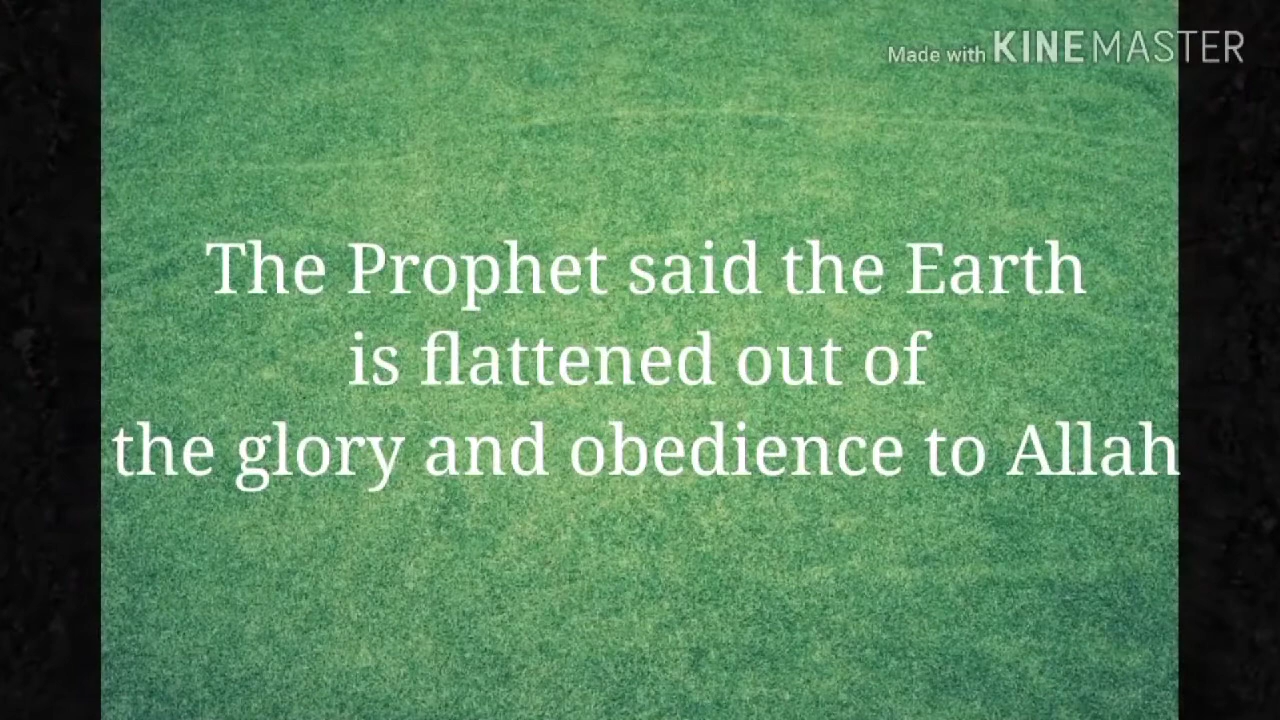 Made with KINEMASTER
The Prophet said the Earth
is flattened out of
the glory and obedience to Allah